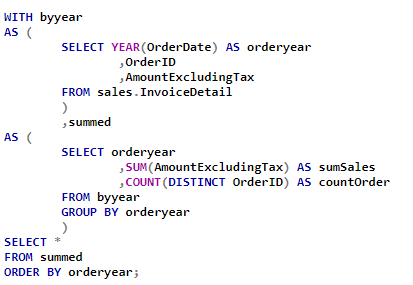 WITH byyear
AS (
SELECT YEAR(OrderDate) AS orderyear
,OrderID
,AmountExcludingTax
FROM sales.InvoiceDetail
)
,summed
AS (
SELECT orderyear
,SUM(AmountExcludingTax) AS sumSales
,COUNT(DISTINCT OrderID) AS countOrder
FROM byyear
GROUP BY orderyear
)
SELECT *
FROM summed
ORDER BY orderyear;